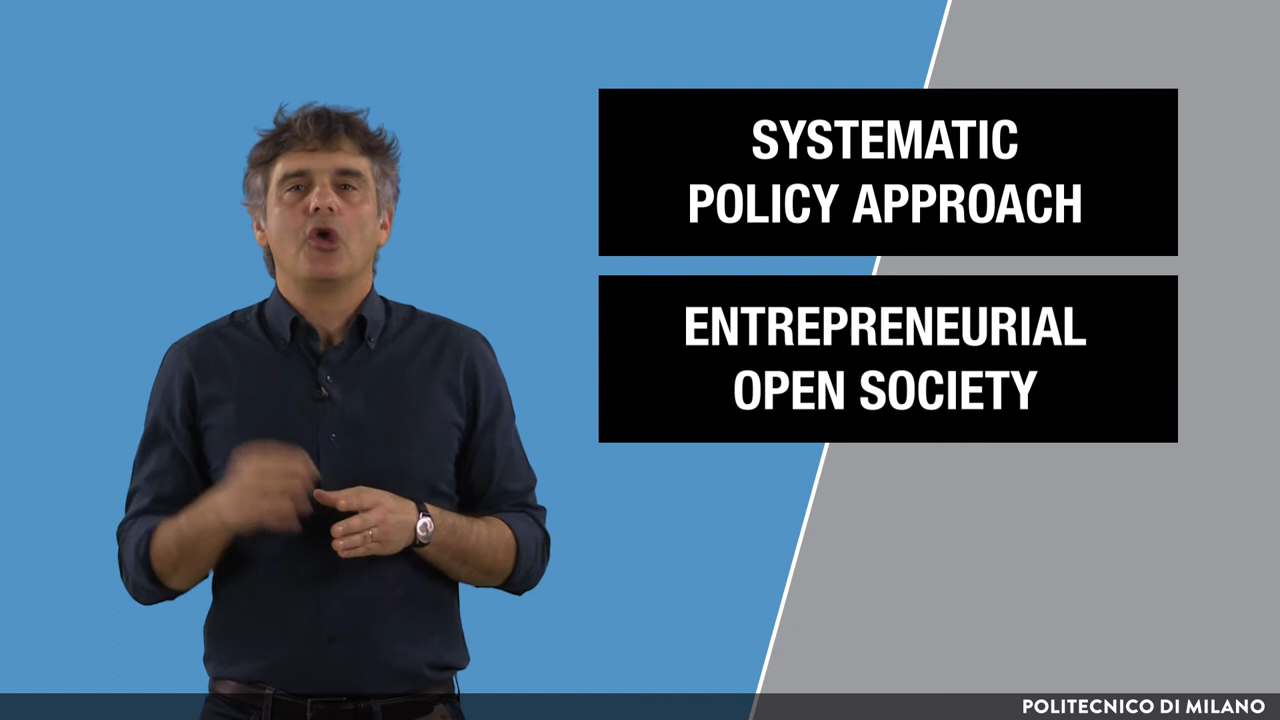 SYSTEMATIC
POLICY APPROACH
ENTREPRENEURIAL
OPEN SOCIETY
POLITECNICO DI MILANO